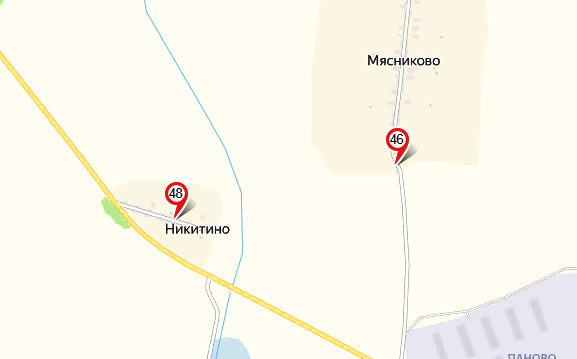 Мясниково
46
48
Никитино
ПАНОВО